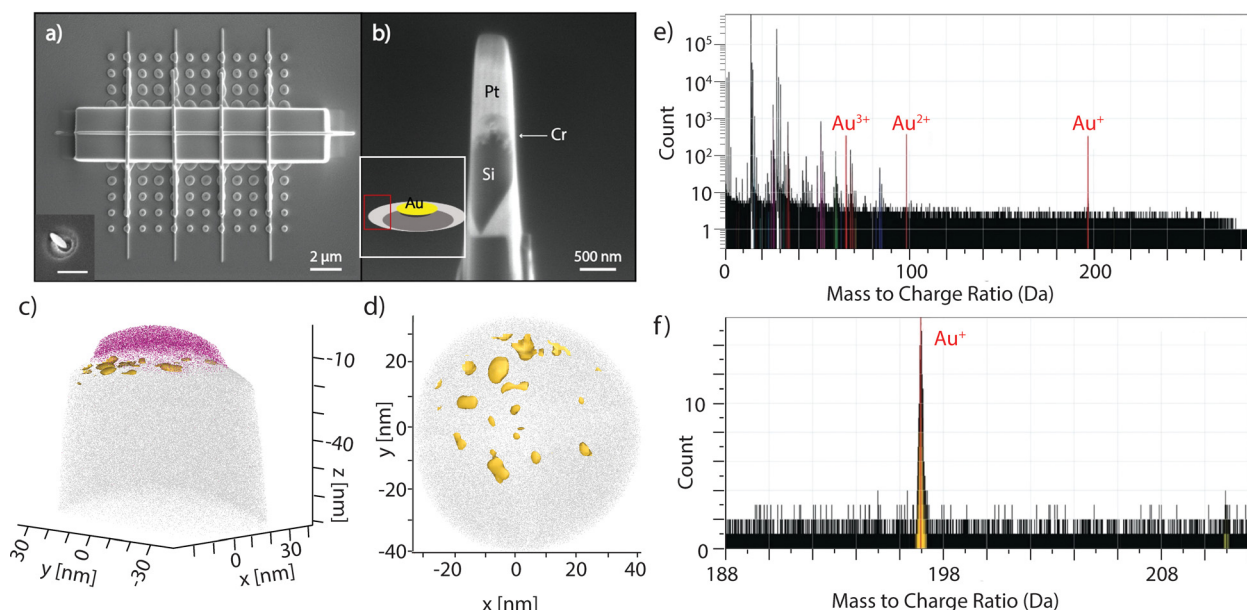 a)
2 µm
b)
Pt
Cr
Si
Au
500 nm
c)
-10
-40
z [nm]
30
0
-30
y [nm]
0
30
x [nm]
d)
20
0
-20
-40
y [nm]
-20
0
20
40
x [nm]
e)
10⁵
10⁴
10³
10²
10
1
Count
Au³⁺
Au²⁺
Au⁺
0
100
200
Mass to Charge Ratio (Da)
f)
Au⁺
10
0
Count
188
198
208
Mass to Charge Ratio (Da)